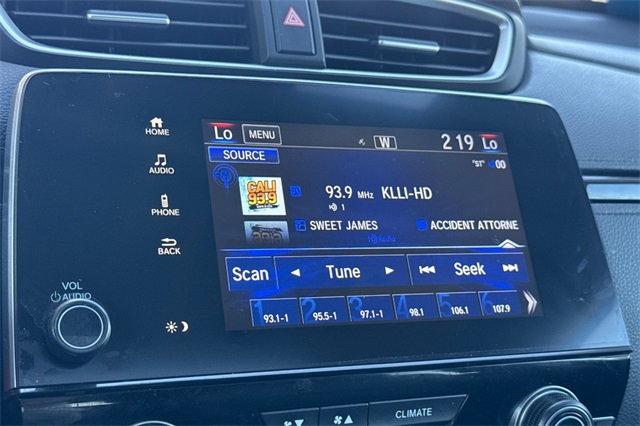 HOME
AUDIO
PHONE
BACK
VOL
AUDIO
Lo MENU W 2 19 Lo
SOURCE "ST" 00
CALI 93.9 93.9 MHz KLLI-HD
1
SWEET JAMES ACCIDENT ATTORNE
Scan Tune Seek
1 2 3 4 5 6
93.1-1 95.5-1 97.1-1 98.1 106.1 107.9
CLIMATE